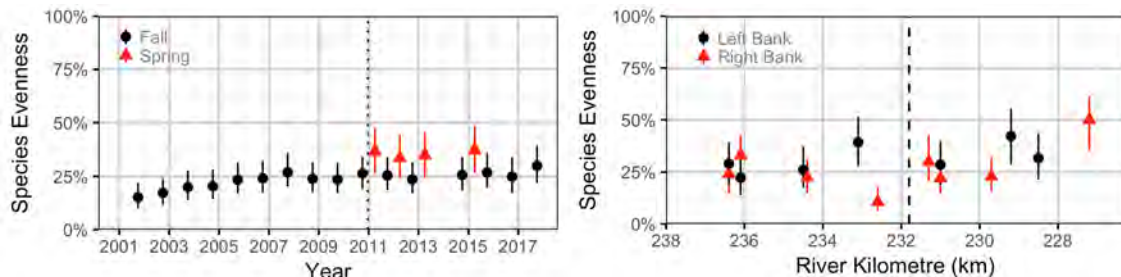 100%
75%
50%
25%
0%
Species Evenness
Fall
Spring
2001 2003 2005 2007 2009 2011 2013 2015 2017
Year
100%
75%
50%
25%
0%
Species Evenness
Left Bank
Right Bank
238 236 234 232 230 228
River Kilometre (km)